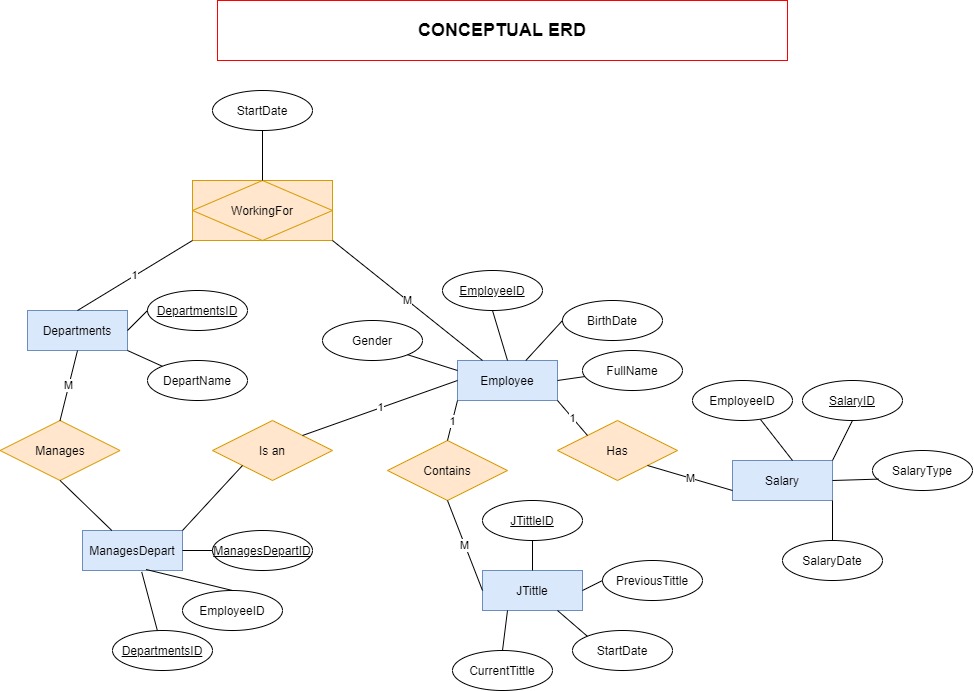 CONCEPTUAL ERD
StartDate
WorkingFor
1
M
EmployeeID
DepartmentsID
BirthDate
Departments
Gender
FullName
DepartName
Employee
M
1
EmployeeID
SalaryID
1
1
Manages
Is an
Contains
Has
SalaryType
M
Salary
JTittleID
M
ManagesDepart
ManagesDepartID
SalaryDate
JTittle
PreviousTittle
EmployeeID
DepartmentsID
StartDate
CurrentTittle